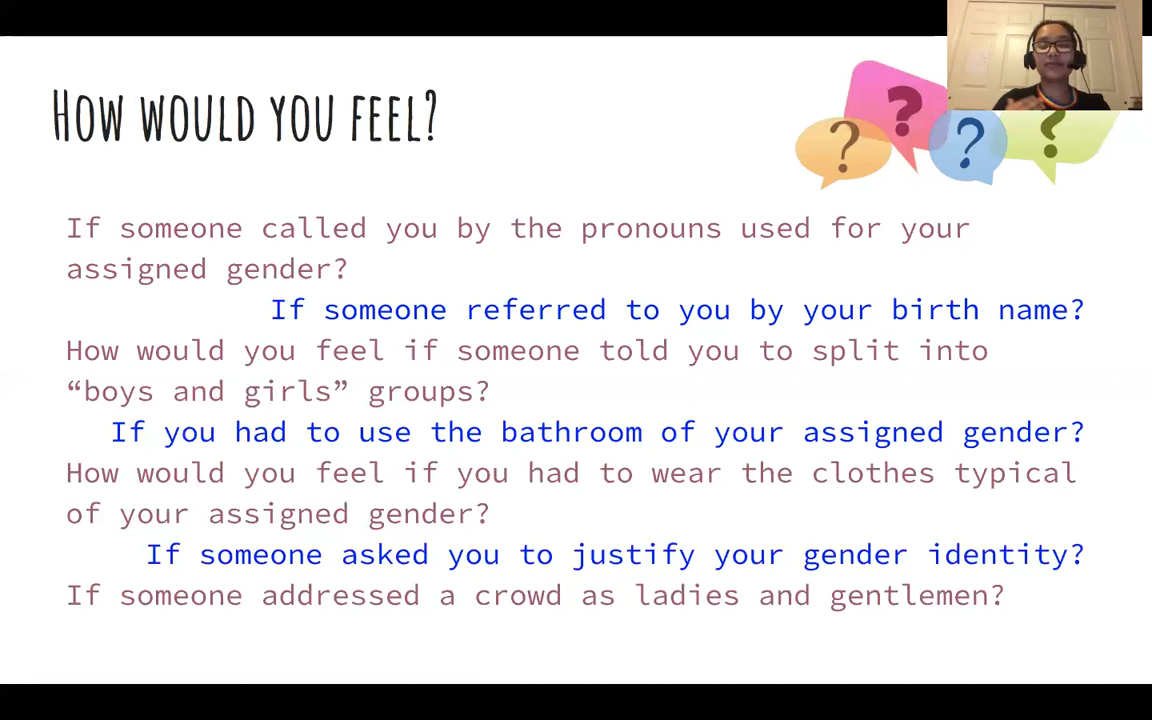 How would you feel?
If someone called you by the pronouns used for your
assigned gender?
If someone referred to you by your birth name?
How would you feel if someone told you to split into
“boys and girls” groups?
If you had to use the bathroom of your assigned gender?
How would you feel if you had to wear the clothes typical
of your assigned gender?
If someone asked you to justify your gender identity?
If someone addressed a crowd as ladies and gentlemen?
? ? ? ?